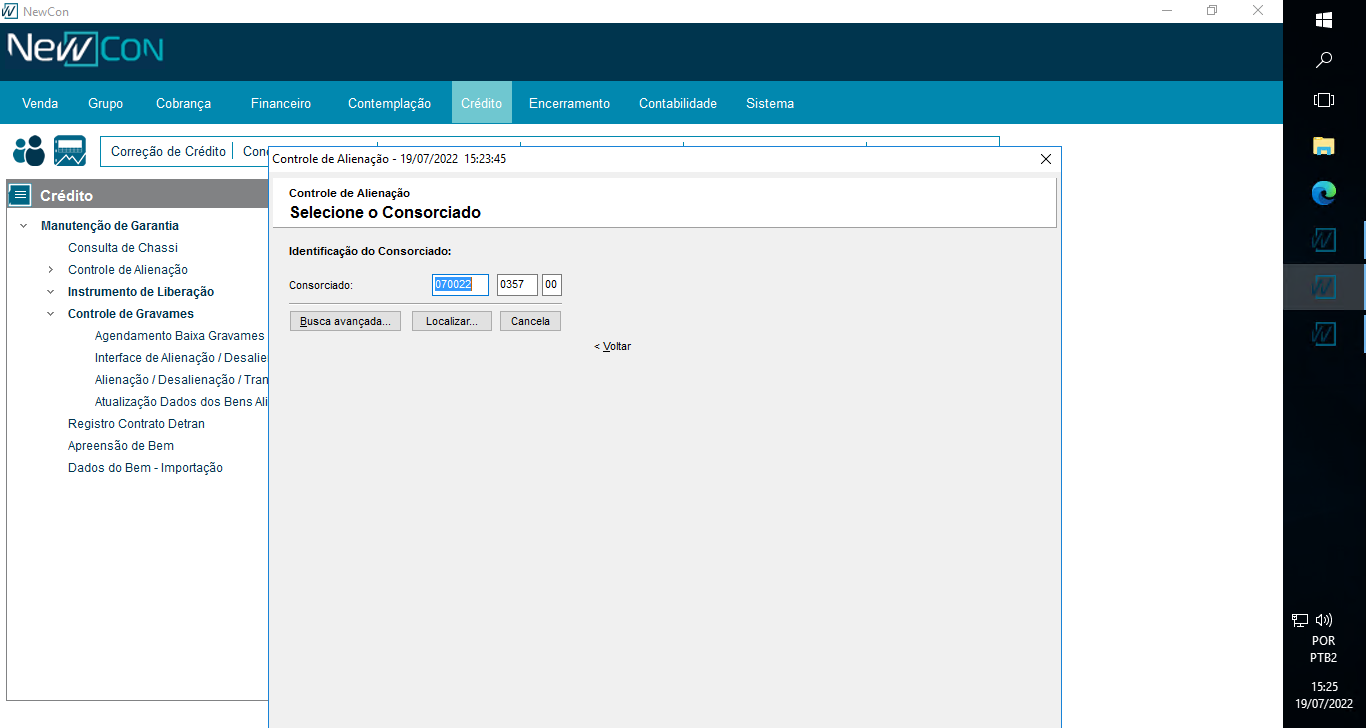 NewCon
NewCon
Venda Grupo Cobrança Financeiro Contemplação Crédito Encerramento Contabilidade Sistema
Correção de Crédito
Controle de Alienação - 19/07/2022 15:23:45
Crédito
Manutenção de Garantia
Consulta de Chassi
Controle de Alienação
Instrumento de Liberação
Controle de Gravames
Agendamento Baixa Gravames
Interface de Alienação / Desalie
Alienação / Desalienação / Tran
Atualização Dados dos Bens Ali
Registro Contrato Detran
Apreensão de Bem
Dados do Bem - Importação
Controle de Alienação
Selecione o Consorciado
Identificação do Consorciado:
Consorciado: 070022 0357 00
Busca avançada... Localizar... Cancela
< Voltar
POR
PTB2
15:25
19/07/2022